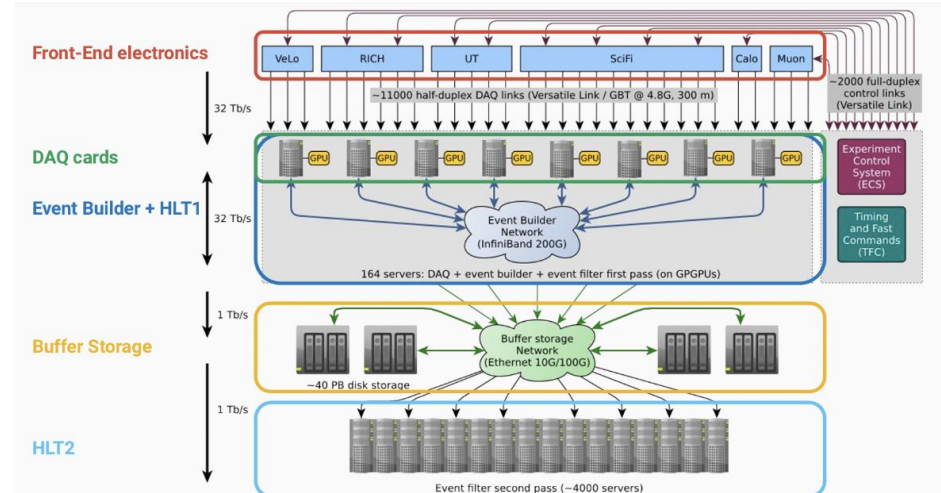 Front-End electronics
VeLo
RICH
UT
SciFi
Calo
Muon
~11000 half-duplex DAQ links (Versatile Link / GBT @ 4.8G, 300 m)
~2000 full-duplex
control links
(Versatile Link)
32 Tb/s
DAQ cards
GPU
GPU
GPU
GPU
GPU
GPU
GPU
GPU
Experiment
Control
System
(ECS)
Event Builder + HLT1
32 Tb/s
Event Builder
Network
(InfiniBand 200G)
Timing
and Fast
Commands
(TFC)
164 servers: DAQ + event builder + event filter first pass (on GPGPUs)
1 Tb/s
Buffer Storage
Buffer storage
Network
(Ethernet 10G/100G)
~40 PB disk storage
1 Tb/s
HLT2
Event filter second pass (~4000 servers)